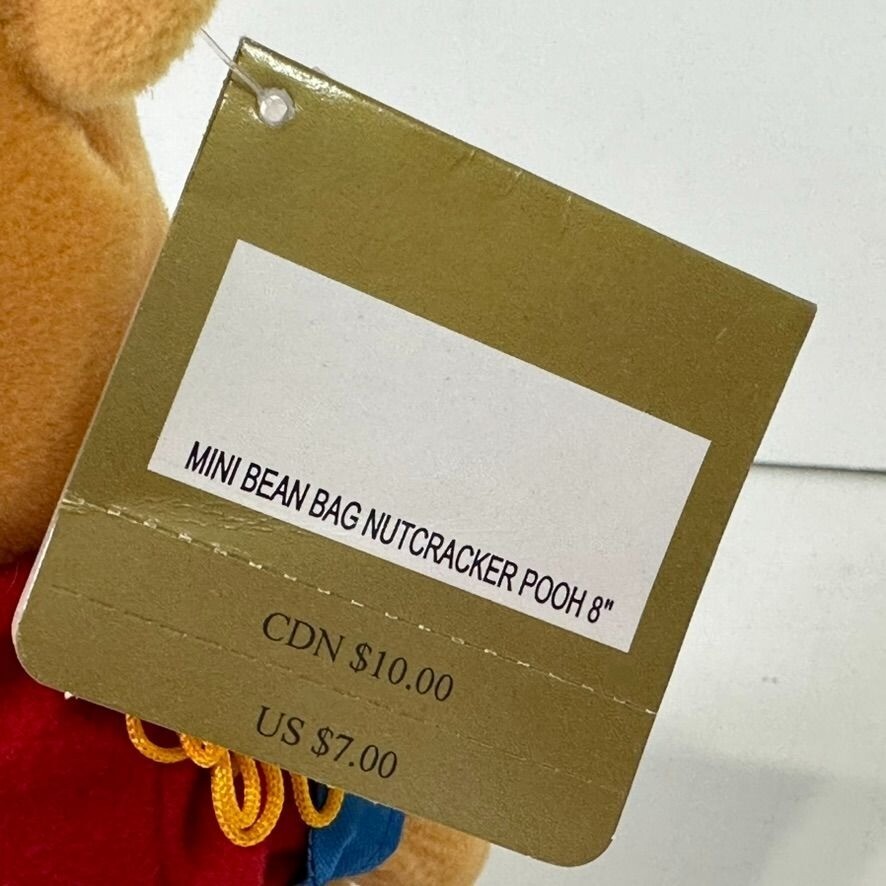 MINI BEAN BAG NUTCRACKER POOH 8"
CDN $10.00
US $7.00